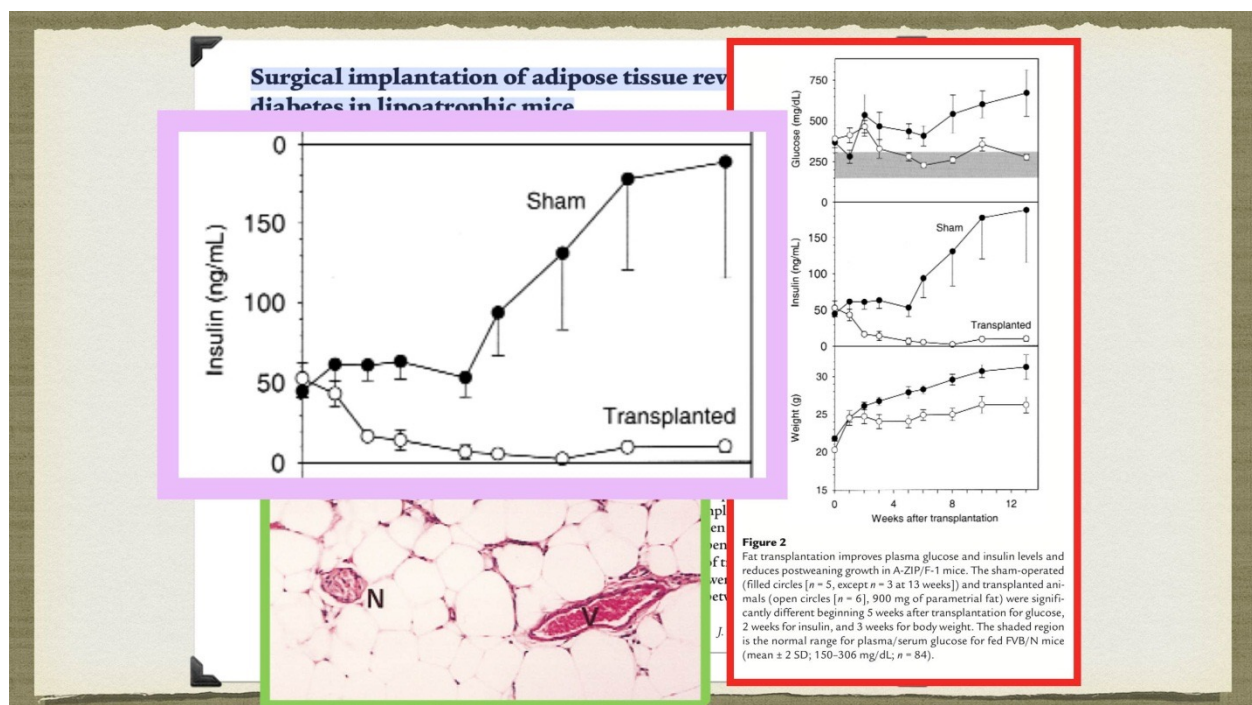 Surgical implantation of adipose tissue rev
diabetes in lipoatrophic mice
0
150
100
50
0
Insulin (ng/mL)
Sham
Transplanted
N
V
J.
750
500
250
0
Glucose (mg/dL)
150
100
50
0
Insulin (ng/mL)
Sham
Transplanted
30
25
20
15
Weight (g)
0 4 8 12
Weeks after transplantation
Figure 2
Fat transplantation improves plasma glucose and insulin levels and
reduces postweaning growth in A-ZIP/F-1 mice. The sham-operated
(filled circles [n = 5, except n = 3 at 13 weeks]) and transplanted ani-
mals (open circles [n = 6], 900 mg of parametrial fat) were signifi-
cantly different beginning 5 weeks after transplantation for glucose,
2 weeks for insulin, and 3 weeks for body weight. The shaded region
is the normal range for plasma/serum glucose for fed FVB/N mice
(mean ± 2 SD; 150–306 mg/dL; n = 84).